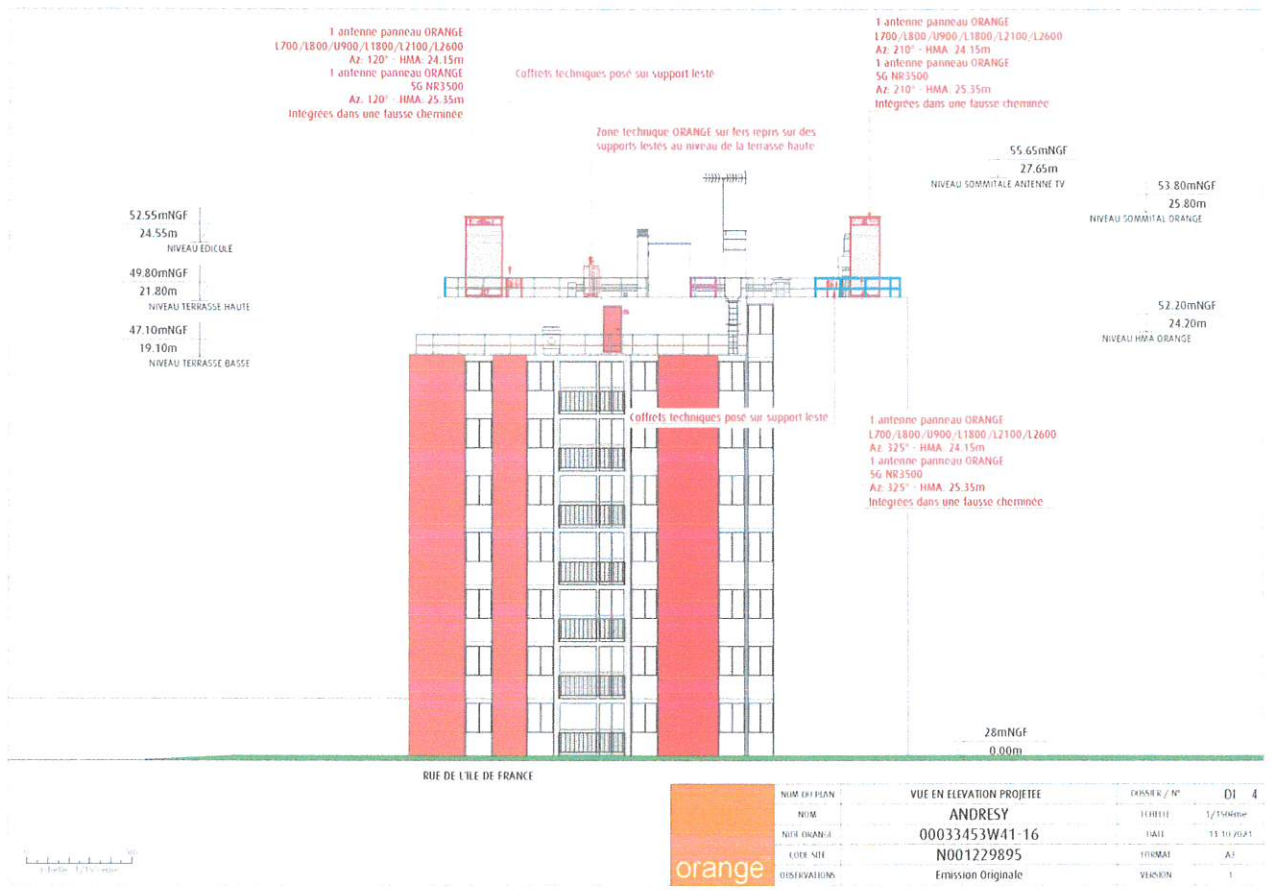 1 antenne panneau ORANGE
L700/L800/U900/L1800/L2100/L2600
Az: 120° - HMA: 24.15m
1 antenne panneau ORANGE
5G NR3500
Az: 120° - HMA: 25.35m
Intégrées dans une fausse cheminée
Coffrets techniques posé sur support lesté
1 antenne panneau ORANGE
L700/L800/U900/L1800/L2100/L2600
Az: 210° - HMA: 24.15m
1 antenne panneau ORANGE
5G NR3500
Az: 210° - HMA: 25.35m
Intégrées dans une fausse cheminée
Zone technique ORANGE sur fers repris sur des
supports lestés au niveau de la terrasse haute
55.65mNGF
27.65m
NIVEAU SOMMITALE ANTENNE TV
53.80mNGF
25.80m
NIVEAU SOMMITAL ORANGE
52.55mNGF
24.55m
NIVEAU EDICULE
49.80mNGF
21.80m
NIVEAU TERRASSE HAUTE
47.10mNGF
19.10m
NIVEAU TERRASSE BASSE
52.20mNGF
24.20m
NIVEAU HMA ORANGE
Coffrets techniques posé sur support lesté
1 antenne panneau ORANGE
L700/L800/U900/L1800/L2100/L2600
Az: 325° - HMA: 24.15m
1 antenne panneau ORANGE
5G NR3500
Az: 325° - HMA: 25.35m
Intégrées dans une fausse cheminée
28mNGF
0.00m
RUE DE L'ILE DE FRANCE
orange
NOM DU PLAN VUE EN ELEVATION PROJETEE DOSSIER / N° DI 4
NOM ANDRESY ECHELLE 1/150ème
NIDT ORANGE 00033453W41-16 DATE 11/10/2021
CODE SITE N001229895 FORMAT A3
OBSERVATIONS Emission Originale VERSION 1